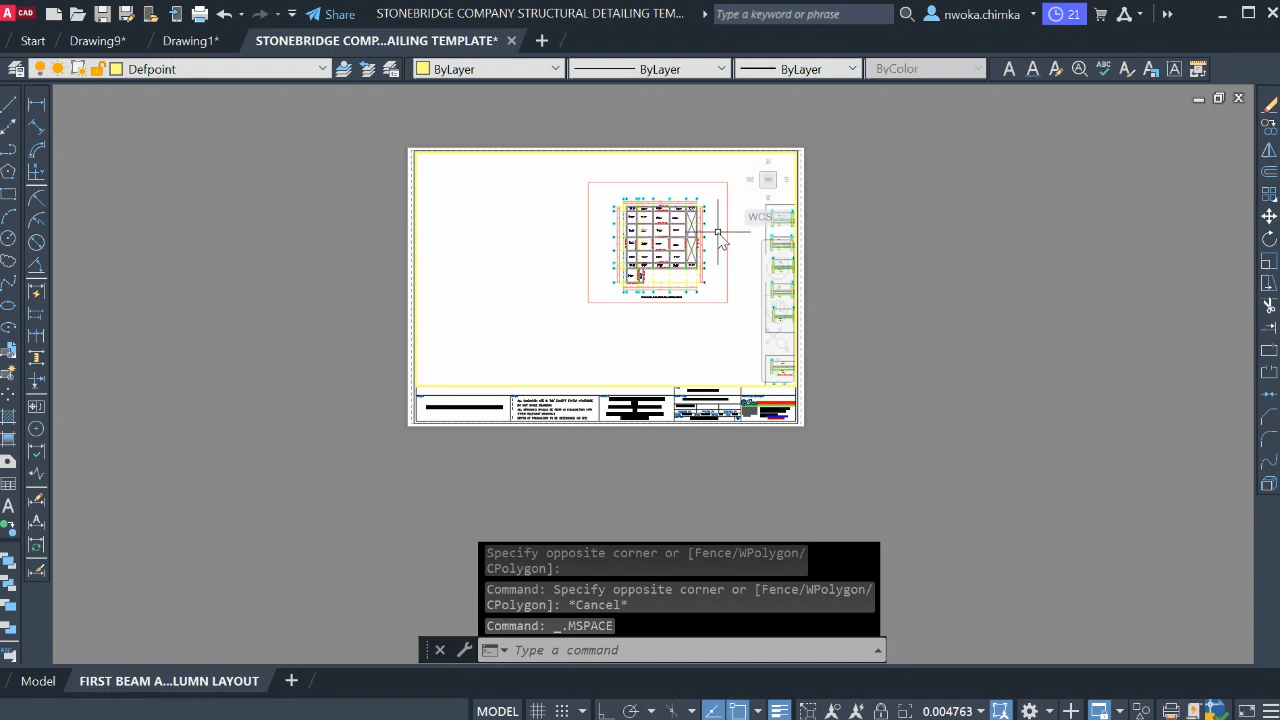 CAD
Share
STONEBRIDGE COMPANY STRUCTURAL DETAILING TEM...
Type a keyword or phrase
nwoka.chimka
21
Start
Drawing9*
Drawing1*
STONEBRIDGE COMP...AILING TEMPLATE*
Defpoint
ByLayer
ByLayer
ByLayer
ByColor
TOP
WCS
Specify opposite corner or [Fence/WPolygon/
CPolygon]:
Command: Specify opposite corner or [Fence/WPolygon/
CPolygon]: *Cancel*
Command: _.MSPACE
Type a command
Model
FIRST BEAM A...LUMN LAYOUT
MODEL
0.004763